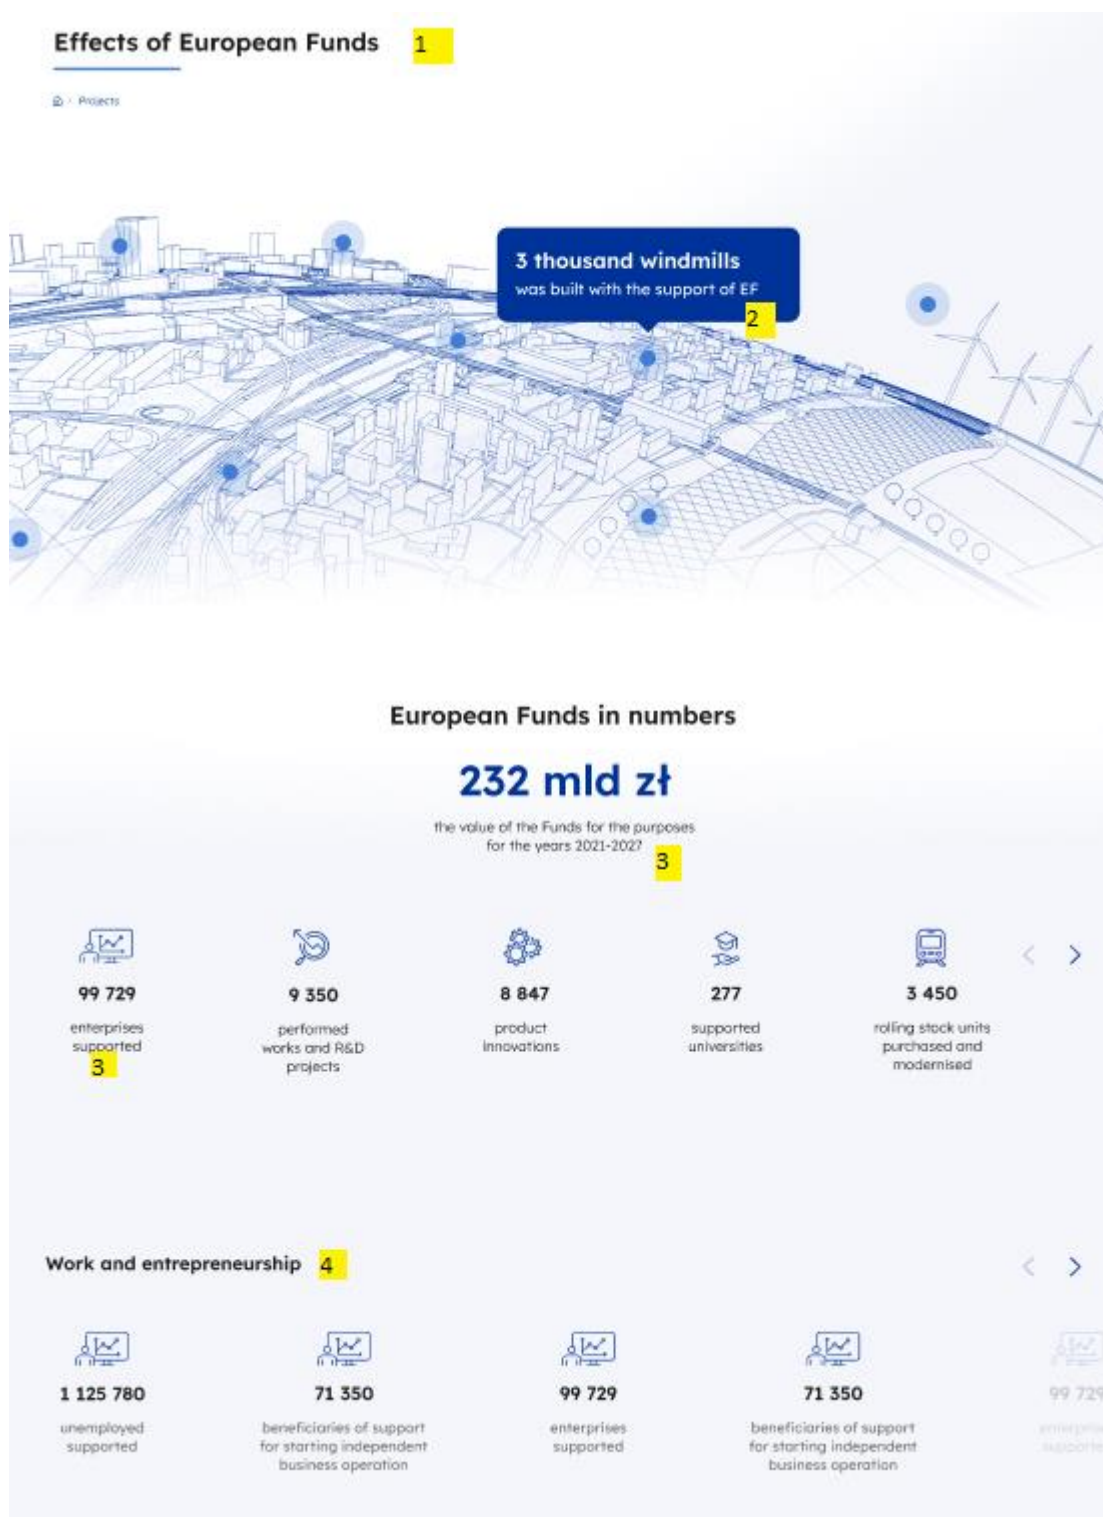 Effects of European Funds 1
Projects
3 thousand windmills
was built with the support of EF
2
European Funds in numbers
232 mld zł
the value of the Funds for the purposes
for the years 2021-2027
3
99 729
enterprises
supported
3
9 350
performed
works and R&D
projects
8 847
product
innovations
277
supported
universities
3 450
rolling stock units
purchased and
modernised
Work and entrepreneurship 4
1 125 780
unemployed
supported
71 350
beneficiaries of support
for starting independent
business operation
99 729
enterprises
supported
71 350
beneficiaries of support
for starting independent
business operation
99 729